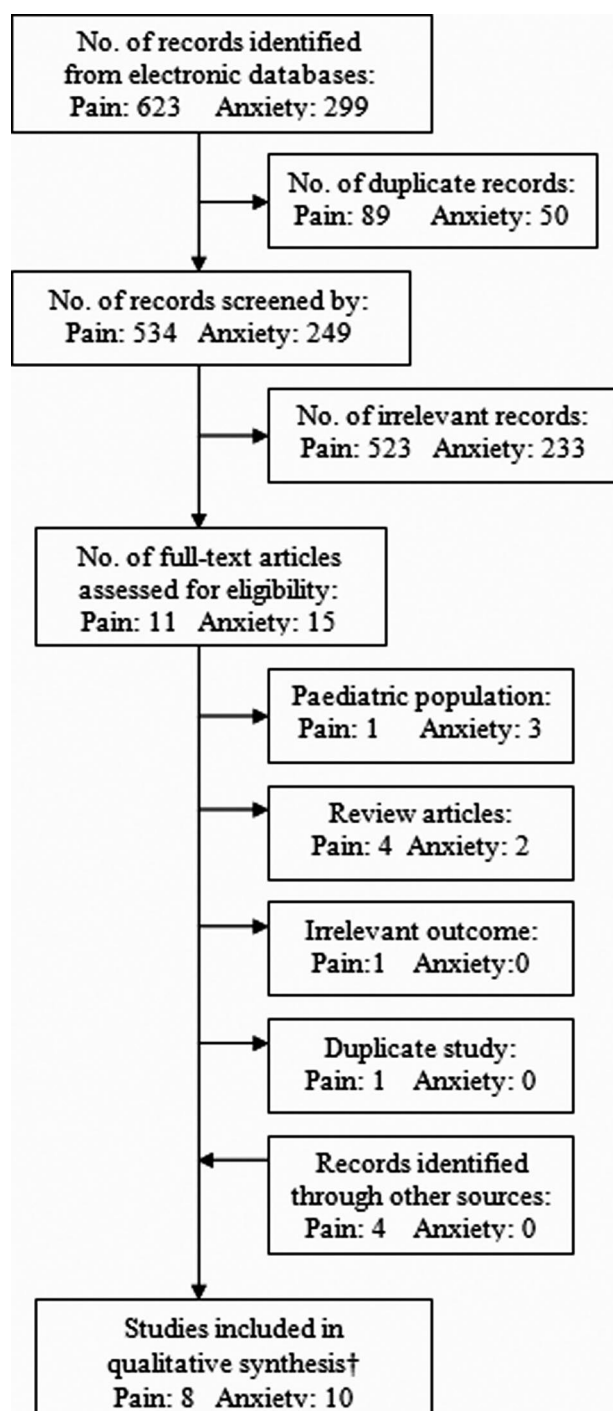 No. of records identified
from electronic databases:
Pain: 623 Anxiety: 299
No. of duplicate records:
Pain: 89 Anxiety: 50
No. of records screened by:
Pain: 534 Anxiety: 249
No. of irrelevant records:
Pain: 523 Anxiety: 233
No. of full-text articles
assessed for eligibility:
Pain: 11 Anxiety: 15
Paediatric population:
Pain: 1 Anxiety: 3
Review articles:
Pain: 4 Anxiety: 2
Irrelevant outcome:
Pain:1 Anxiety:0
Duplicate study:
Pain: 1 Anxiety: 0
Records identified
through other sources:
Pain: 4 Anxiety: 0
Studies included in
qualitative synthesis†
Pain: 8 Anxiety: 10